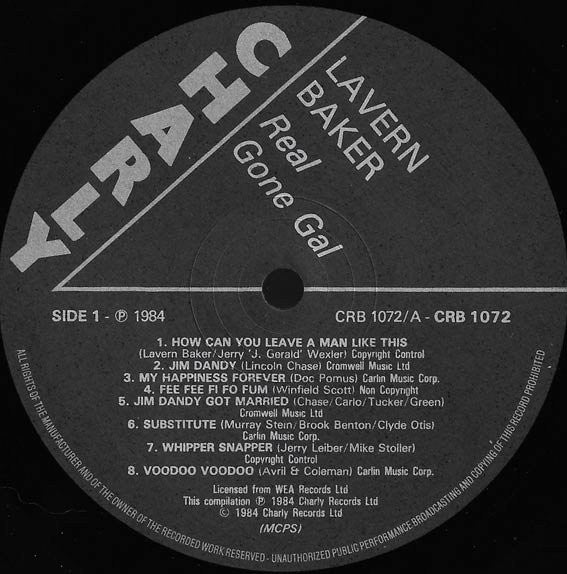 CHARLY
LAVERN
BAKER
Real
Gone Gal
SIDE 1 - ℗ 1984
CRB 1072/A - CRB 1072
1. HOW CAN YOU LEAVE A MAN LIKE THIS
(Lavern Baker/Jerry 'J. Gerald' Wexler) Copyright Control
2. JIM DANDY (Lincoln Chase) Cromwell Music Ltd
3. MY HAPPINESS FOREVER (Doc Pomus) Carlin Music Corp.
4. FEE FEE FI FO FUM (Winfield Scott) Non Copyright
5. JIM DANDY GOT MARRIED (Chase/Carlo/Tucker/Green)
Cromwell Music Ltd
6. SUBSTITUTE (Murray Stein/Brook Benton/Clyde Otis)
Carlin Music Corp.
7. WHIPPER SNAPPER (Jerry Leiber/Mike Stoller)
Copyright Control
8. VOODOO VOODOO (Avril & Coleman) Carlin Music Corp.
Licensed from WEA Records Ltd
This compilation ℗ 1984 Charly Records Ltd
© 1984 Charly Records Ltd
(MCPS)
ALL RIGHTS OF THE MANUFACTURER AND OF THE OWNER OF THE RECORDED WORK RESERVED - UNAUTHORIZED PUBLIC PERFORMANCE BROADCASTING AND COPYING OF THIS RECORD PROHIBITED